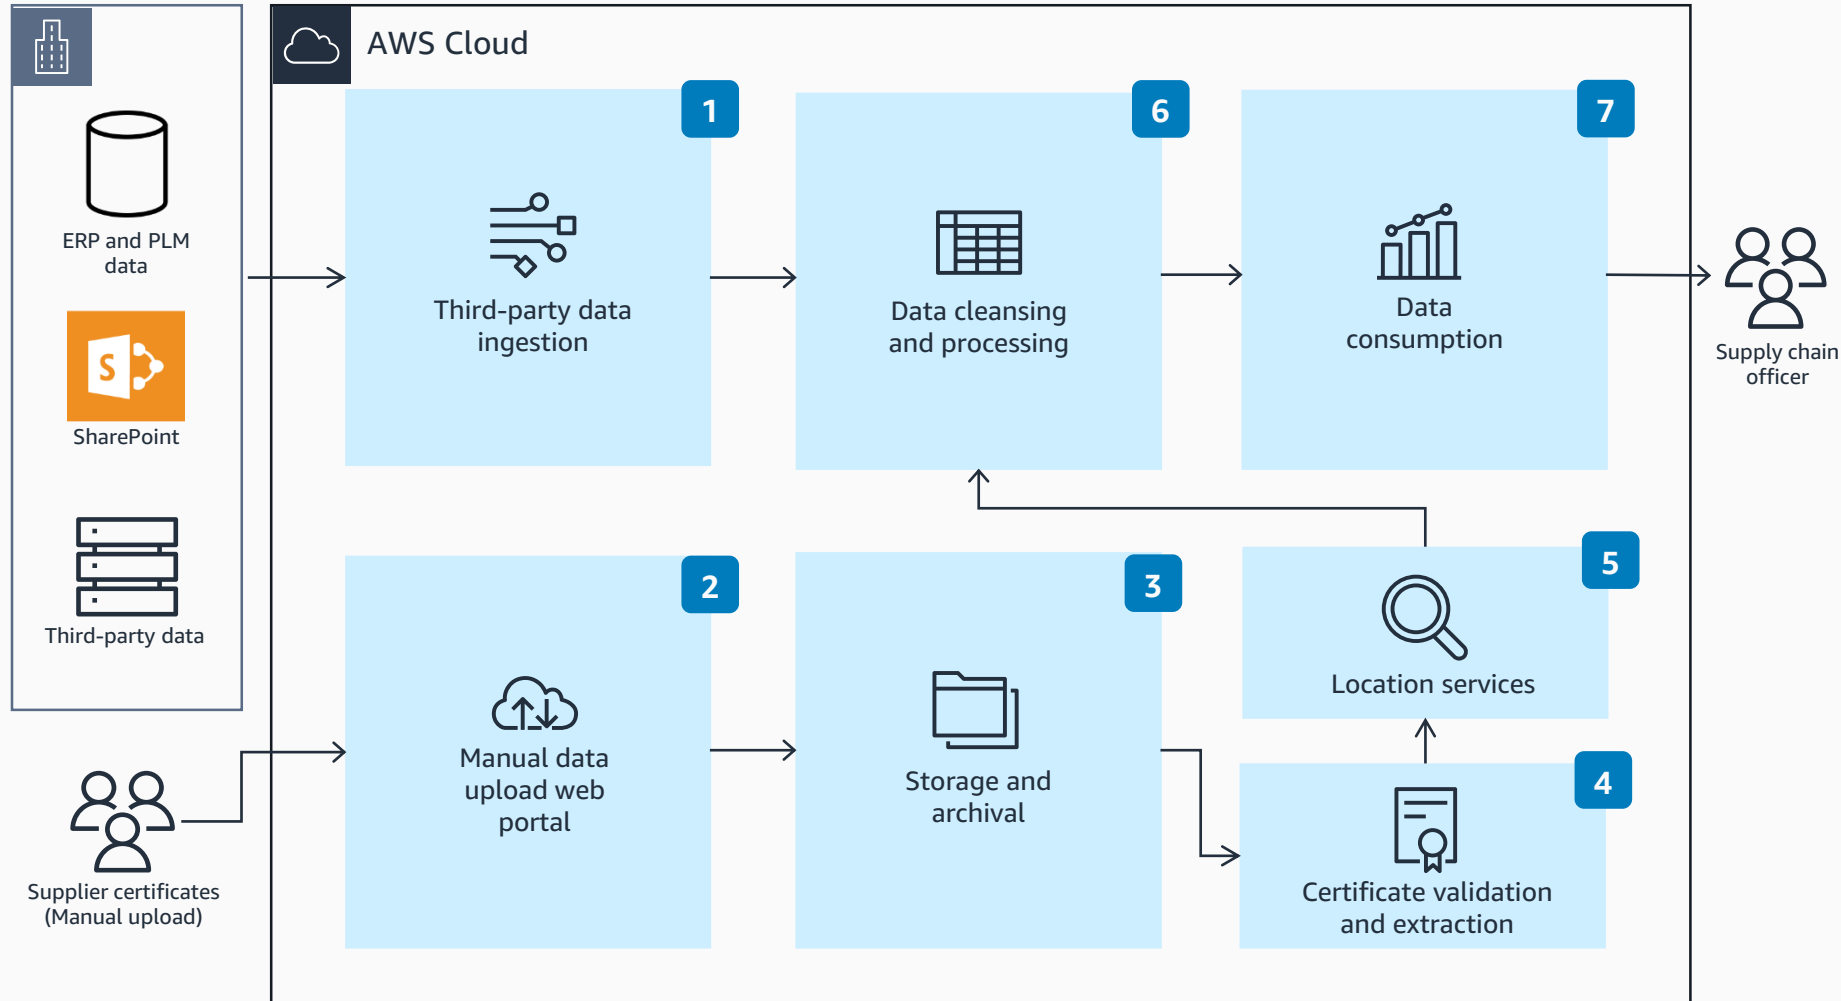 AWS Cloud
ERP and PLM
data
S
SharePoint
Third-party data
Supplier certificates
(Manual upload)
1
Third-party data
ingestion
6
Data cleansing
and processing
7
Data
consumption
Supply chain
officer
2
Manual data
upload web
portal
3
Storage and
archival
5
Location services
4
Certificate validation
and extraction